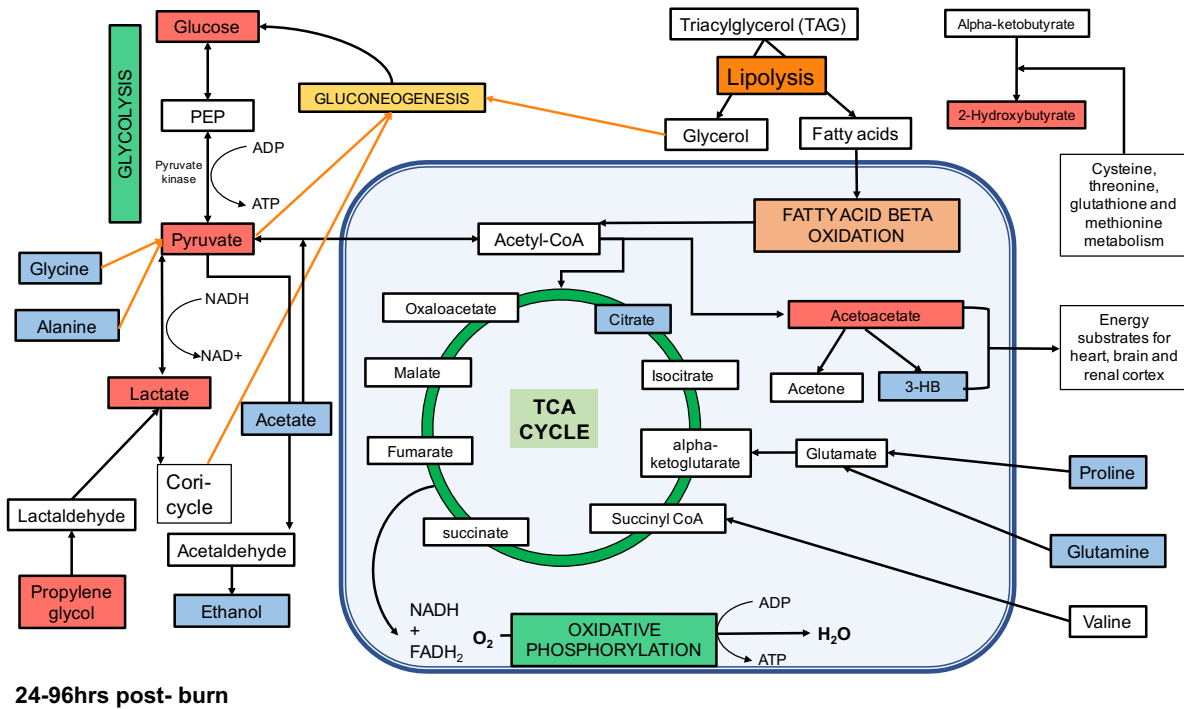 Glucose
Triacylglycerol (TAG)
Alpha-ketobutyrate
GLYCOLYSIS
Lipolysis
GLUCONEOGENESIS
PEP
2-Hydroxybutyrate
Glycerol
Fatty acids
ADP
Pyruvate
kinase
ATP
Cysteine,
threonine,
glutathione and
methionine
metabolism
FATTY ACID BETA
OXIDATION
Pyruvate
Acetyl-CoA
Glycine
Alanine
NADH
NAD+
Oxaloacetate
Citrate
Acetoacetate
Energy
substrates for
heart, brain and
renal cortex
Malate
Isocitrate
Acetone
3-HB
Lactate
Acetate
TCA
CYCLE
Fumarate
alpha-
ketoglutarate
Glutamate
Proline
Cori-
cycle
Lactaldehyde
succinate
Succinyl CoA
Acetaldehyde
Glutamine
Propylene
glycol
Ethanol
NADH
+
FADH2
O2
OXIDATIVE
PHOSPHORYLATION
ADP
ATP
H2O
Valine
24-96hrs post- burn